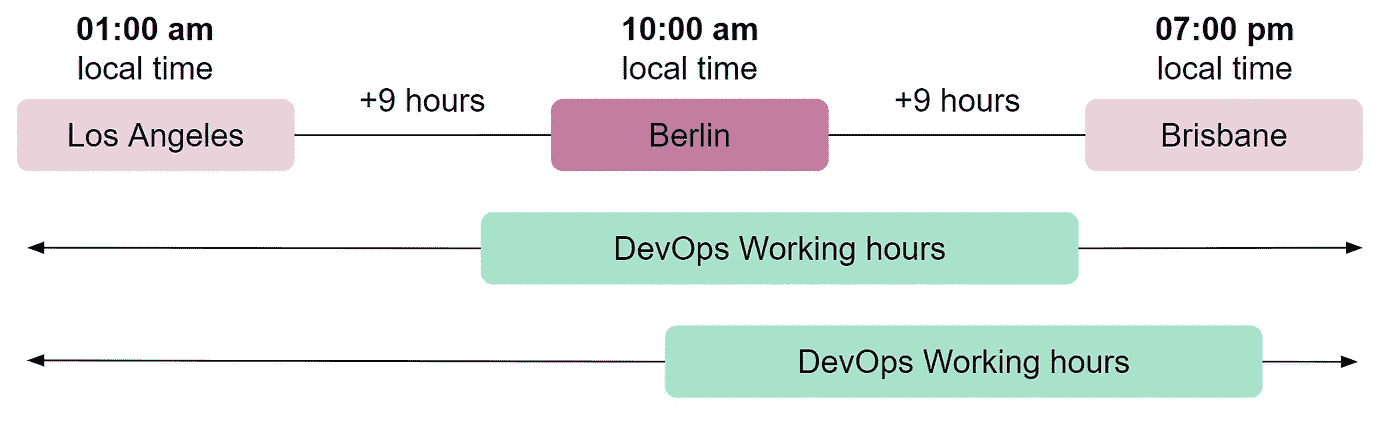 01:00 am
local time
10:00 am
local time
07:00 pm
local time
+9 hours
+9 hours
Los Angeles
Berlin
Brisbane
DevOps Working hours
DevOps Working hours